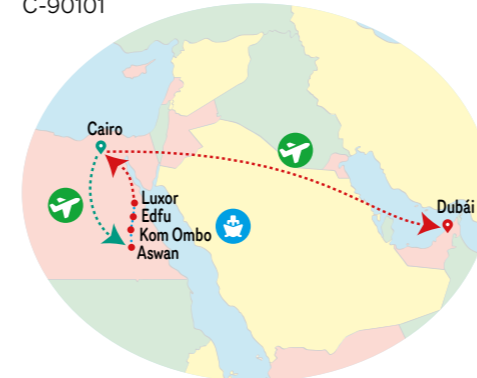 C-90101
Cairo
Luxor
Edfu
Kom Ombo
Aswan
Dubái